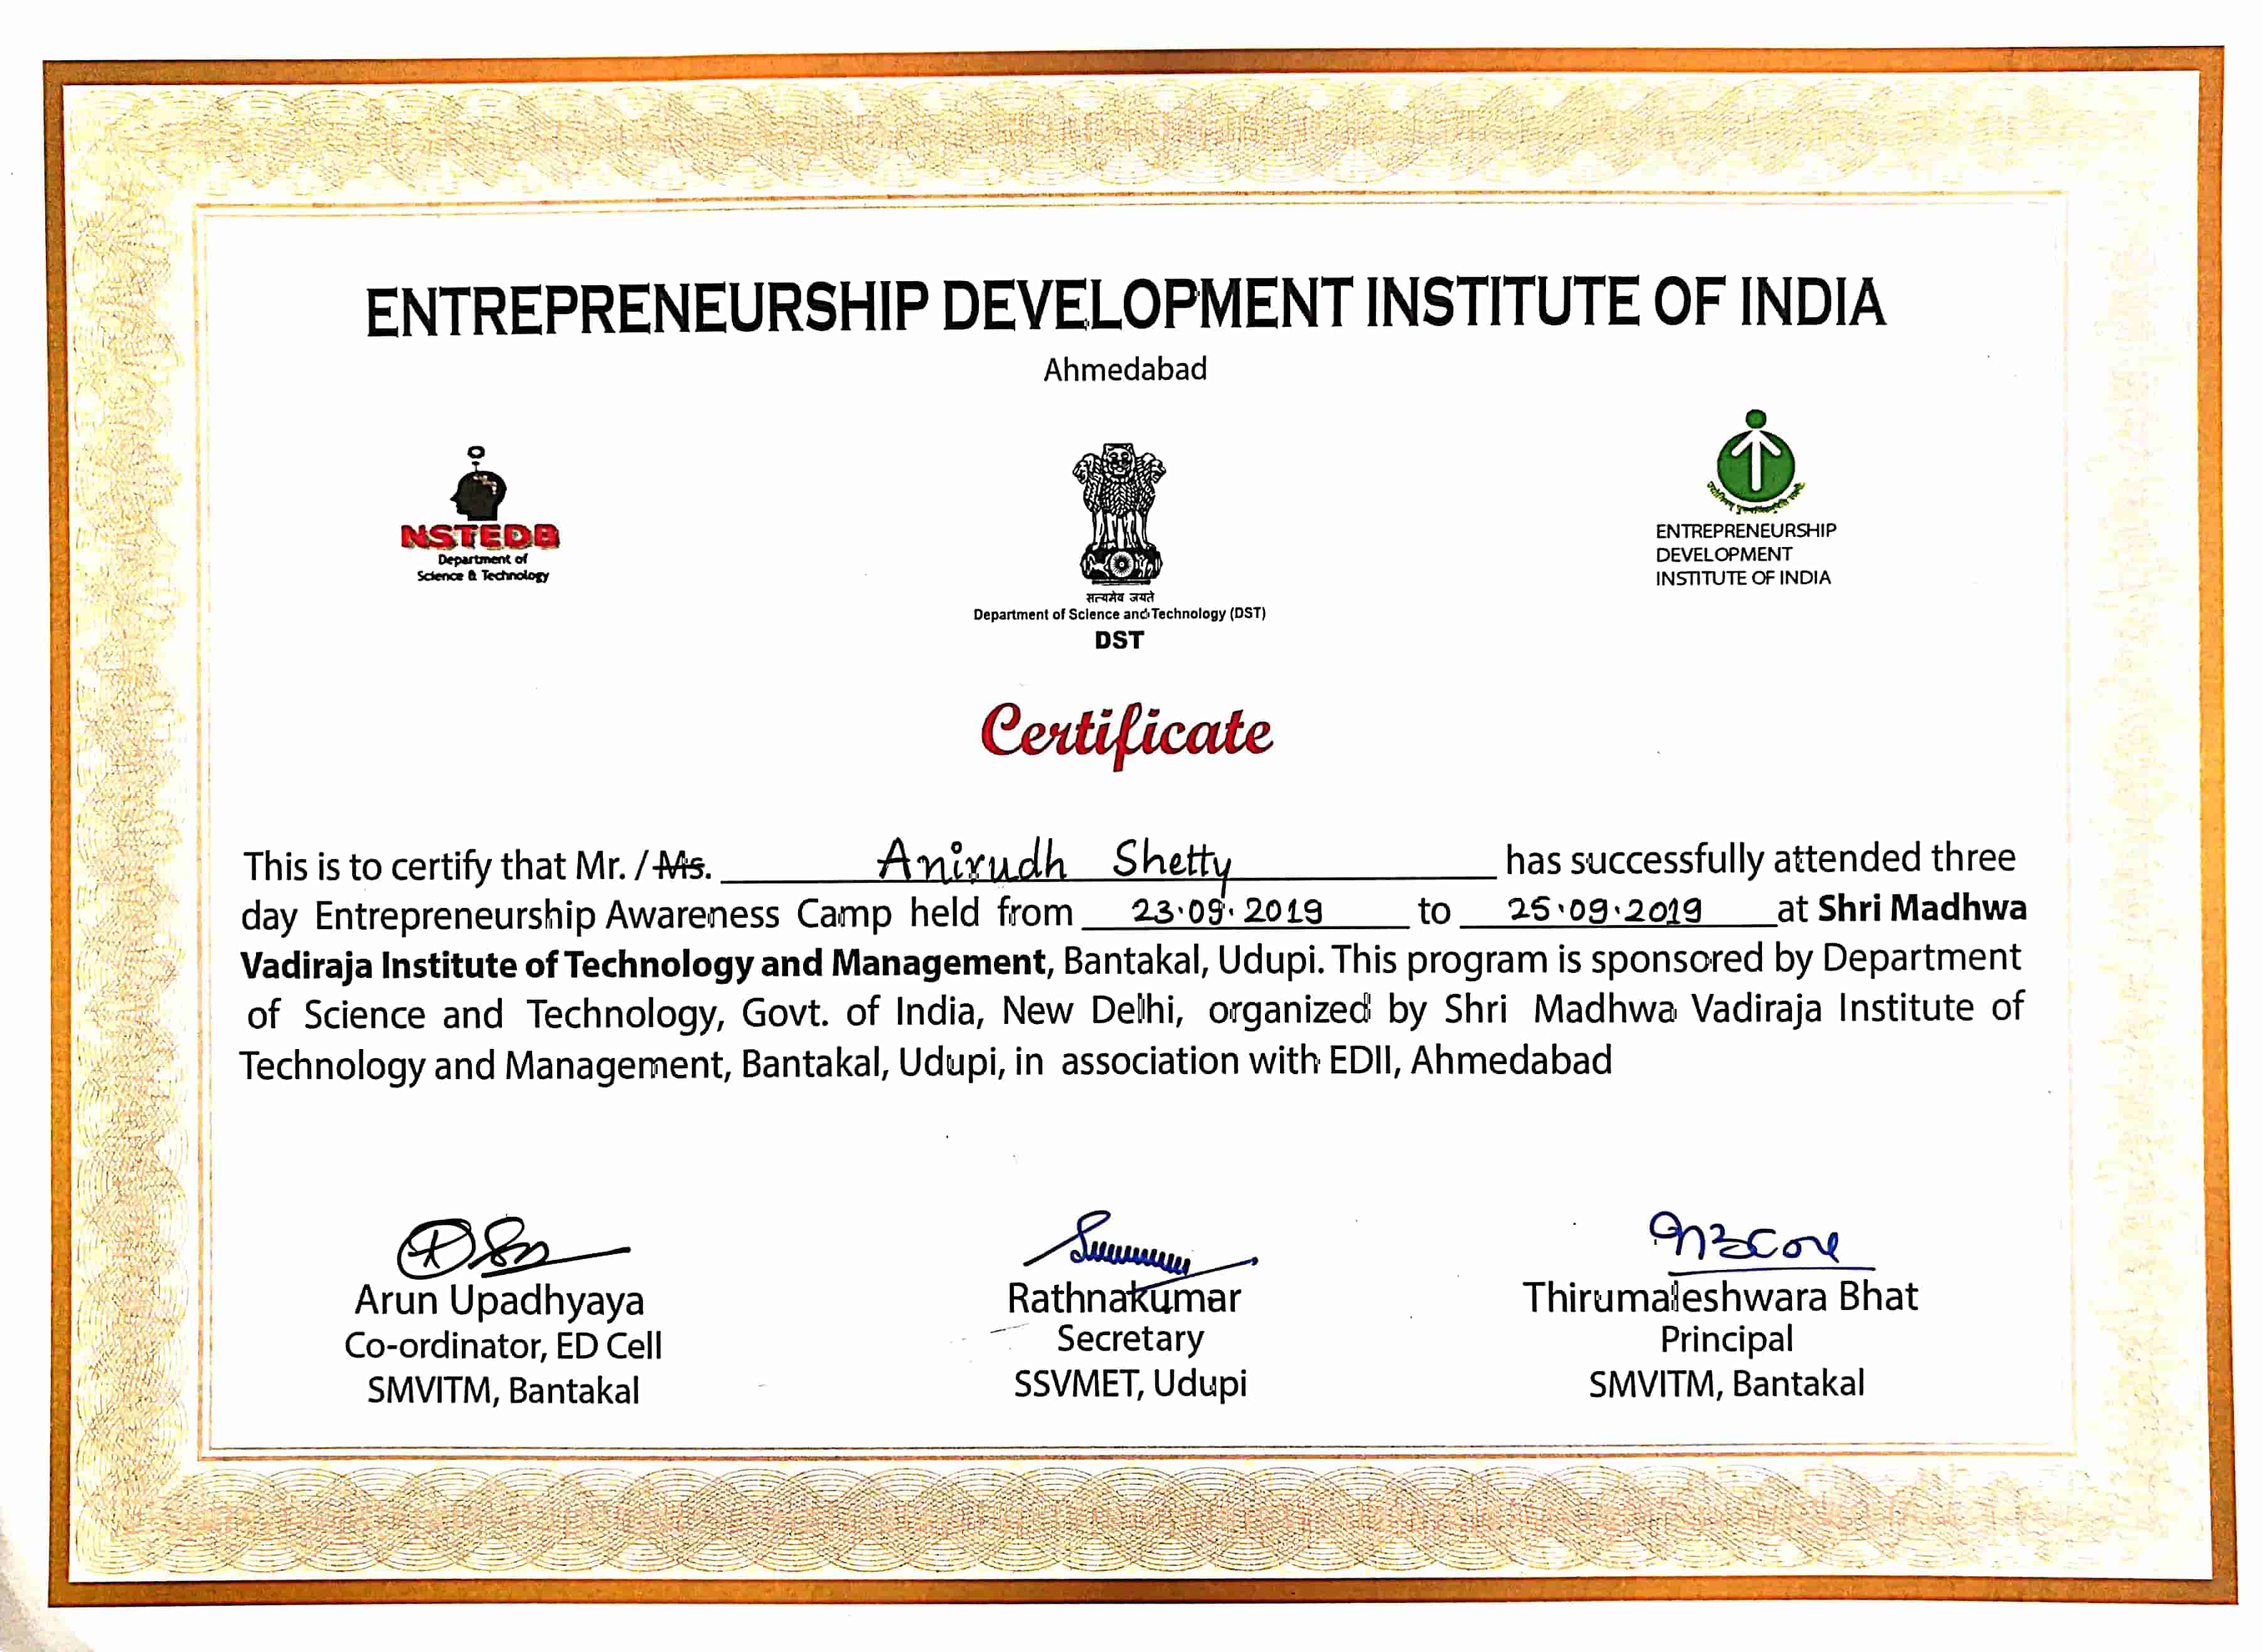 ENTREPRENEURSHIP DEVELOPMENT INSTITUTE OF INDIA
Ahmedabad
NSTEDB
Department of
Science & Technology
सत्यमेव जयते
Department of Science and Technology (DST)
DST
ENTREPRENEURSHIP
DEVELOPMENT
INSTITUTE OF INDIA
Certificate
This is to certify that Mr. / Ms. Anirudh Shetty has successfully attended three
day Entrepreneurship Awareness Camp held from 23.09.2019 to 25.09.2019 at Shri Madhwa
Vadiraja Institute of Technology and Management, Bantakal, Udupi. This program is sponsored by Department
of Science and Technology, Govt. of India, New Delhi, organized by Shri Madhwa Vadiraja Institute of
Technology and Management, Bantakal, Udupi, in association with EDII, Ahmedabad
Arun Upadhyaya
Co-ordinator, ED Cell
SMVITM, Bantakal
Rathnakumar
Secretary
SSVMET, Udupi
Thirumaleshwara Bhat
Principal
SMVITM, Bantakal